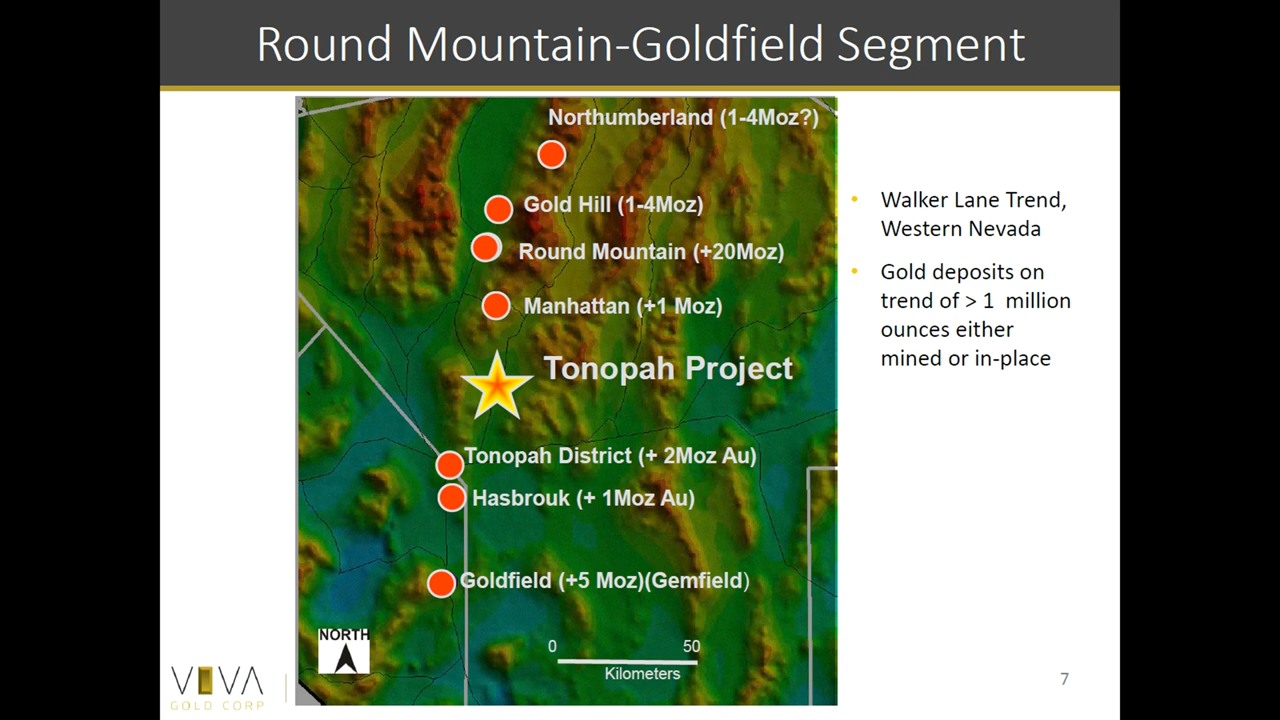 Round Mountain-Goldfield Segment
Northumberland (1-4Moz?)
Gold Hill (1-4Moz)
Round Mountain (+20Moz)
Manhattan (+1 Moz)
Tonopah Project
Tonopah District (+ 2Moz Au)
Hasbrouk (+ 1Moz Au)
Goldfield (+5 Moz)(Gemfield)
NORTH
0 50
Kilometers
• Walker Lane Trend,
Western Nevada
• Gold deposits on
trend of > 1 million
ounces either
mined or in-place
VIVA
GOLD CORP
7